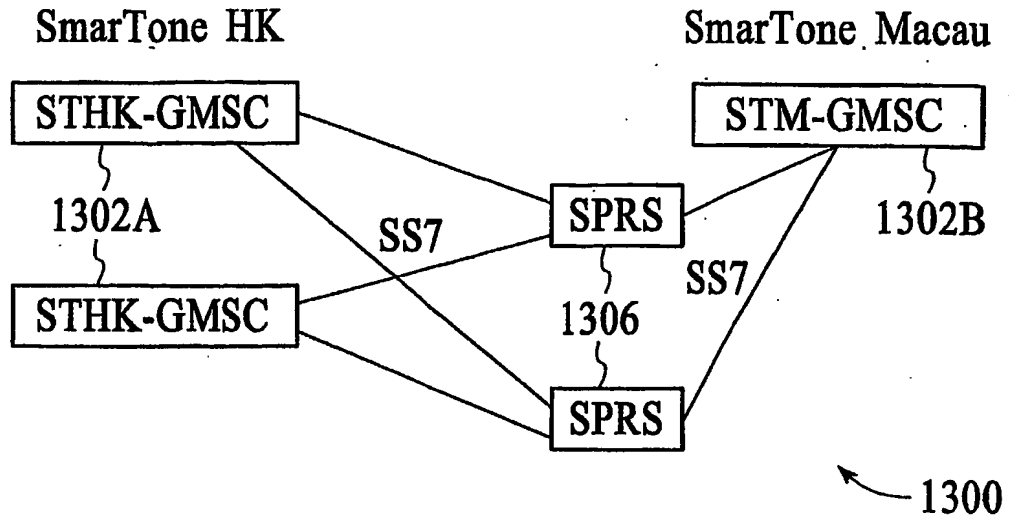 SmarTone HK
SmarTone Macau
STHK-GMSC
STM-GMSC
1302A
SPRS
1302B
SS7
SS7
STHK-GMSC
1306
SPRS
1300